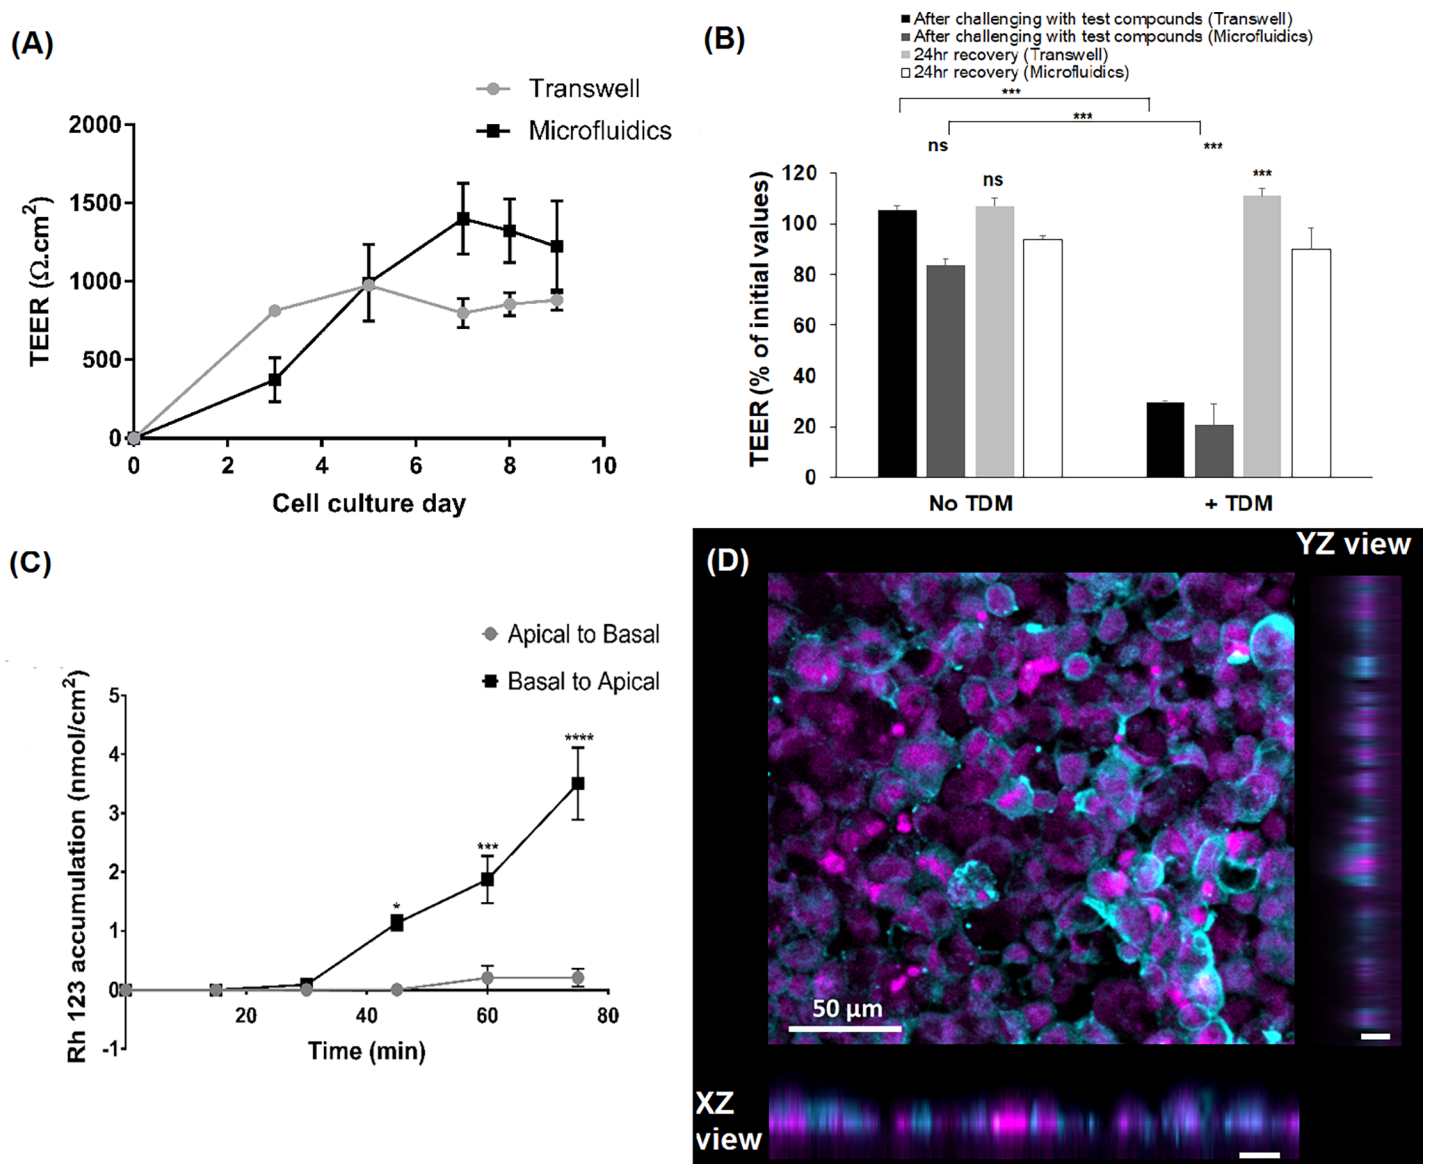 (A)
Transwell
Microfluidics
TEER (Ω.cm2)
2000
1500
1000
500
0
0 2 4 6 8 10
Cell culture day
(B)
After challenging with test compounds (Transwell)
After challenging with test compounds (Microfluidics)
24hr recovery (Transwell)
24hr recovery (Microfluidics)
***
***
ns ***
ns ***
TEER (% of initial values)
120
100
80
60
40
20
0
No TDM + TDM
(C)
Apical to Basal
Basal to Apical
Rh 123 accumulation (nmol/cm2)
5
4
3
2
1
0
-1
* *** ****
20 40 60 80
Time (min)
(D)
YZ view
50 µm
XZ
view